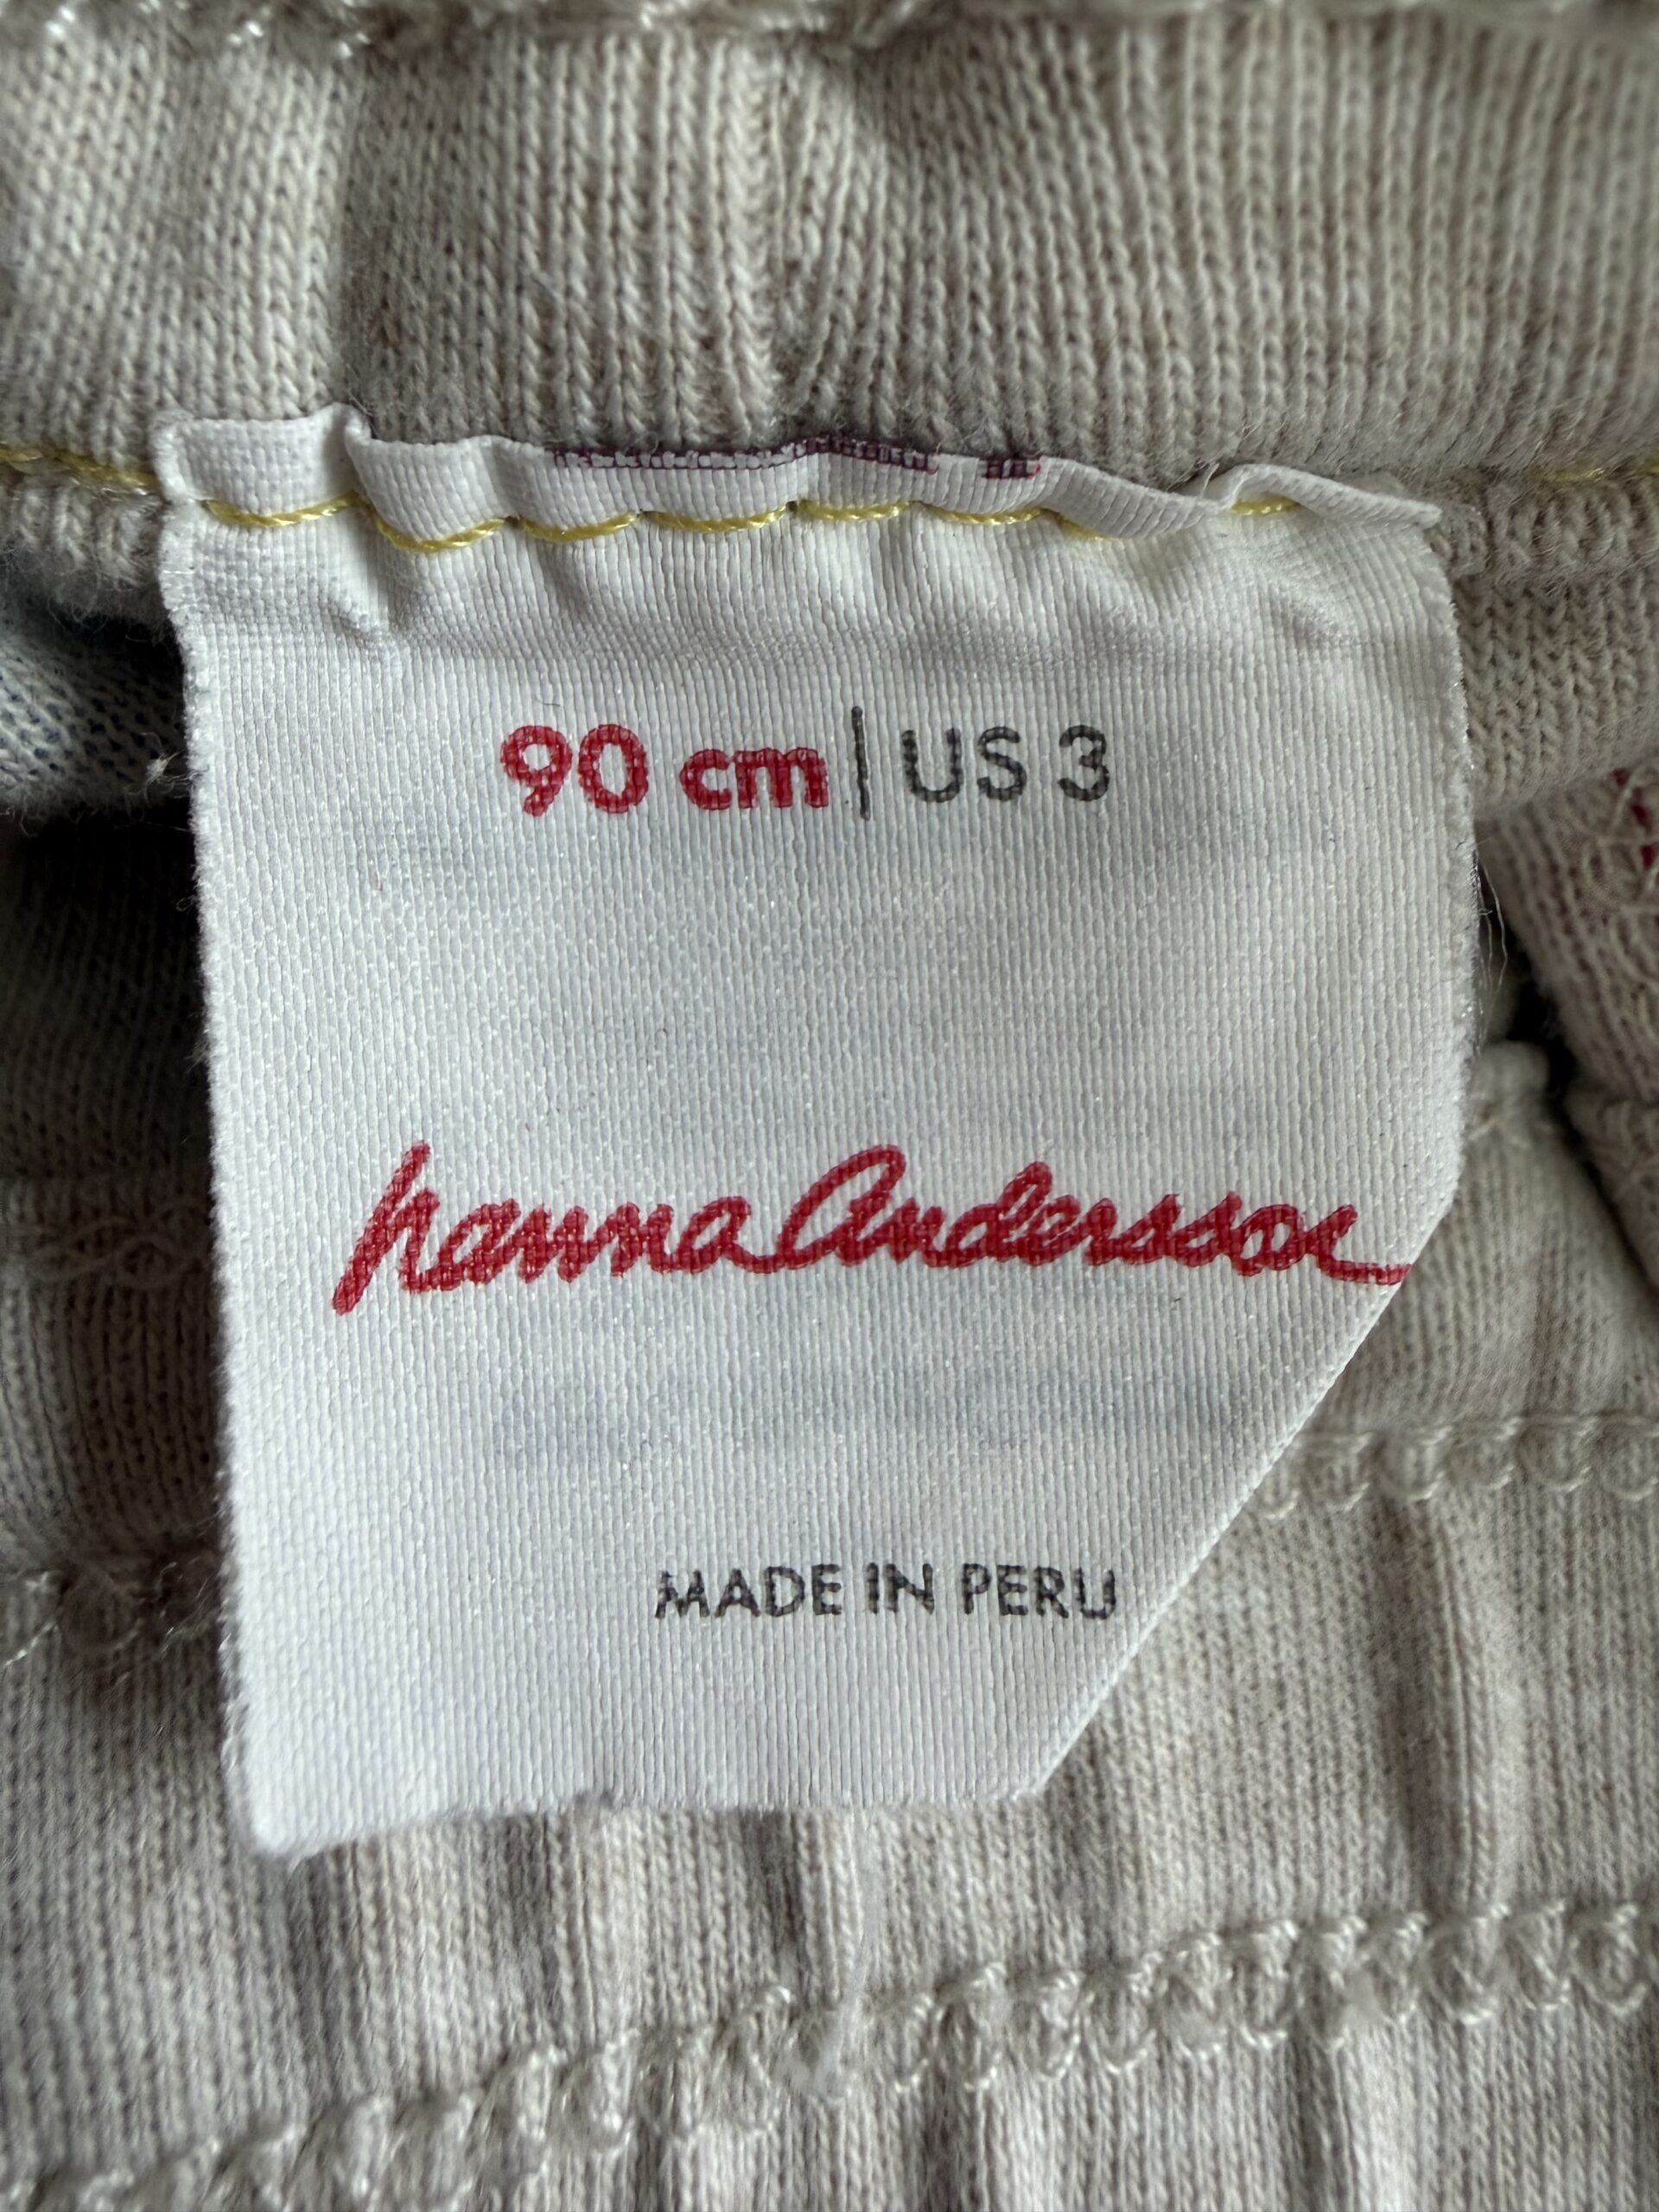 90 cm | US 3
hanna andersson
MADE IN PERU